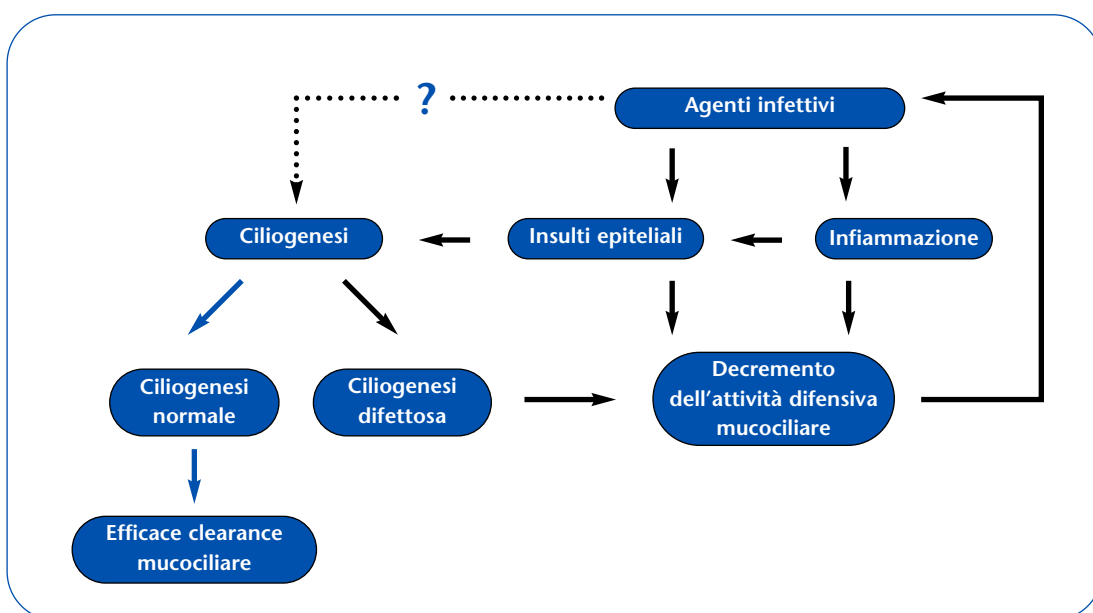 ?
Agenti infettivi
Ciliogenesi
Insulti epiteliali
Infiammazione
Ciliogenesi
normale
Ciliogenesi
difettosa
Decremento
dell’attività difensiva
mucociliare
Efficace clearance
mucociliare